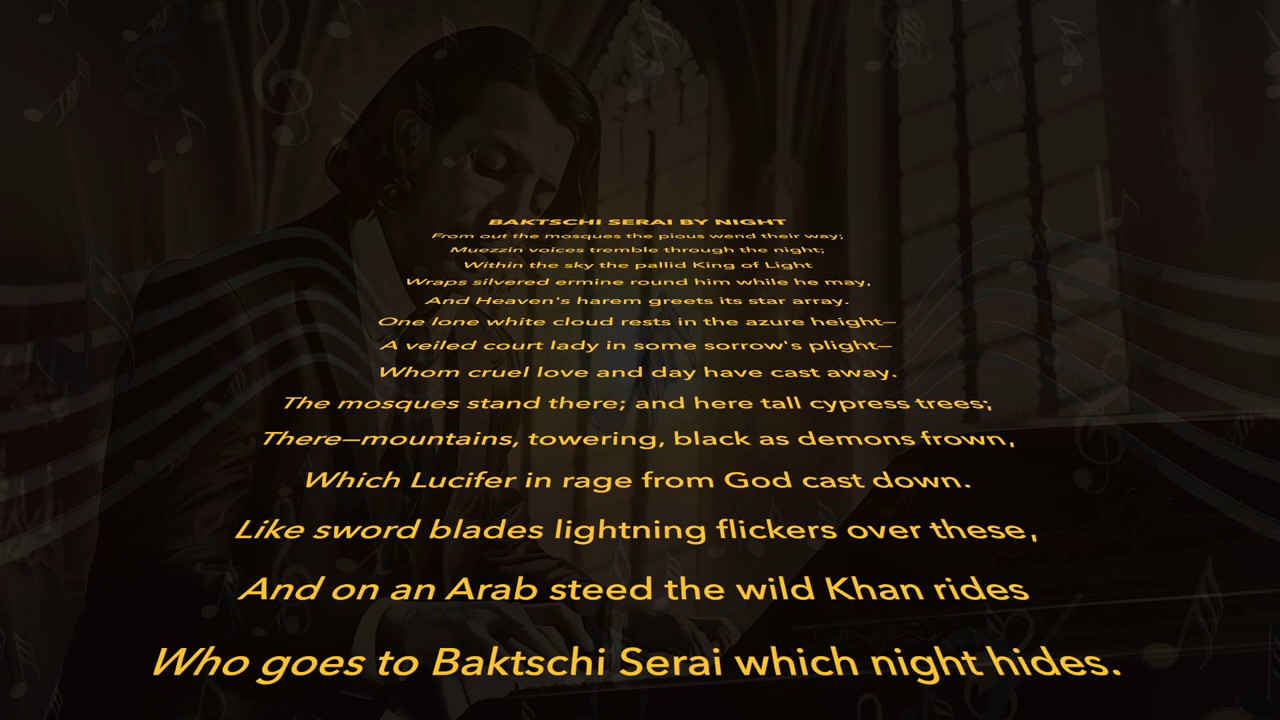 BAKTSCHI SERAI BY NIGHT
From out the mosques the pious wend their way;
Muezzin voices tremble through the night;
Within the sky the pallid King of Light
Wraps silvered ermine round him while he may,
And Heaven's harem greets its star array.
One lone white cloud rests in the azure height—
A veiled court lady in some sorrow's plight—
Whom cruel love and day have cast away.
The mosques stand there; and here tall cypress trees;
There—mountains, towering, black as demons frown,
Which Lucifer in rage from God cast down.
Like sword blades lightning flickers over these,
And on an Arab steed the wild Khan rides
Who goes to Baktschi Serai which night hides.